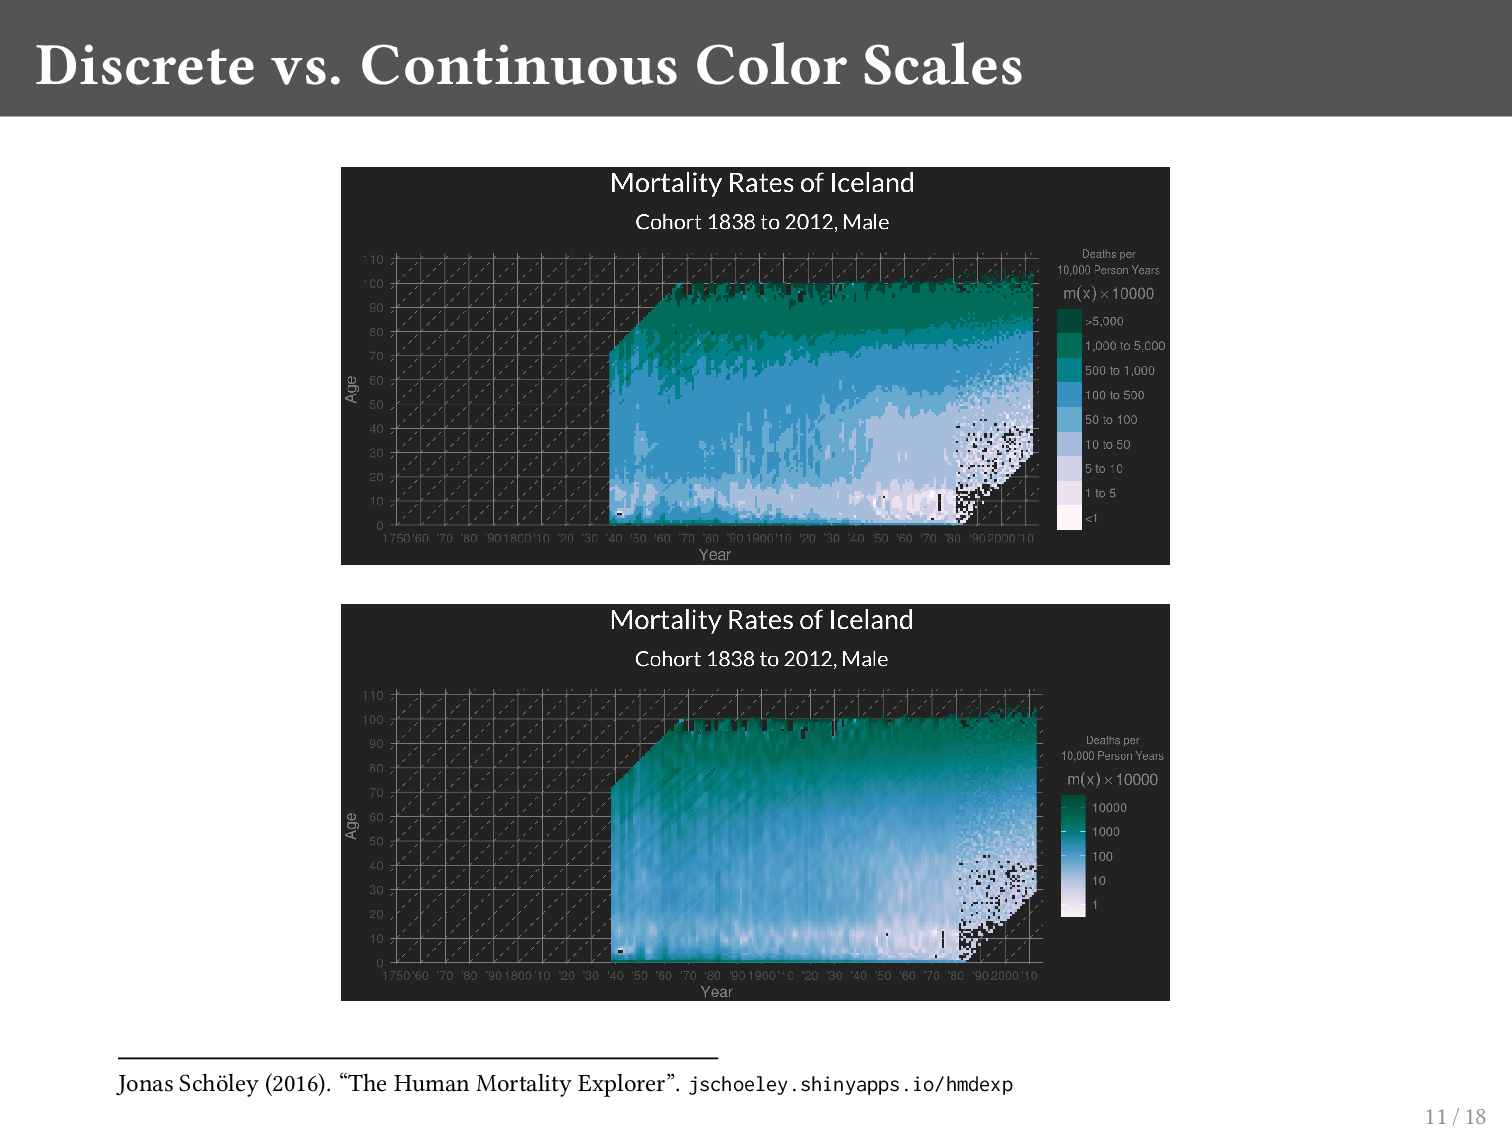 Discrete vs. Continuous Color Scales
Mortality Rates of Iceland
Cohort 1838 to 2012, Male
Deaths per
10,000 Person Years
m(x) × 10000
>5,000
1,000 to 5,000
500 to 1,000
100 to 500
50 to 100
10 to 50
5 to 10
1 to 5
<1
110
100
90
80
70
60
50
40
30
20
10
0
Age
1750 '60 '70 '80 '90 1800 '10 '20 '30 '40 '50 '60 '70 '80 '90 1900 '10 '20 '30 '40 '50 '60 '70 '80 '90 2000 '10
Year
Mortality Rates of Iceland
Cohort 1838 to 2012, Male
Deaths per
10,000 Person Years
m(x) × 10000
10000
1000
100
10
1
110
100
90
80
70
60
50
40
30
20
10
0
Age
1750 '60 '70 '80 '90 1800 '10 '20 '30 '40 '50 '60 '70 '80 '90 1900 '10 '20 '30 '40 '50 '60 '70 '80 '90 2000 '10
Year
Jonas Schöley (2016). “The Human Mortality Explorer”. jschoeley.shinyapps.io/hmdexp
11 / 18